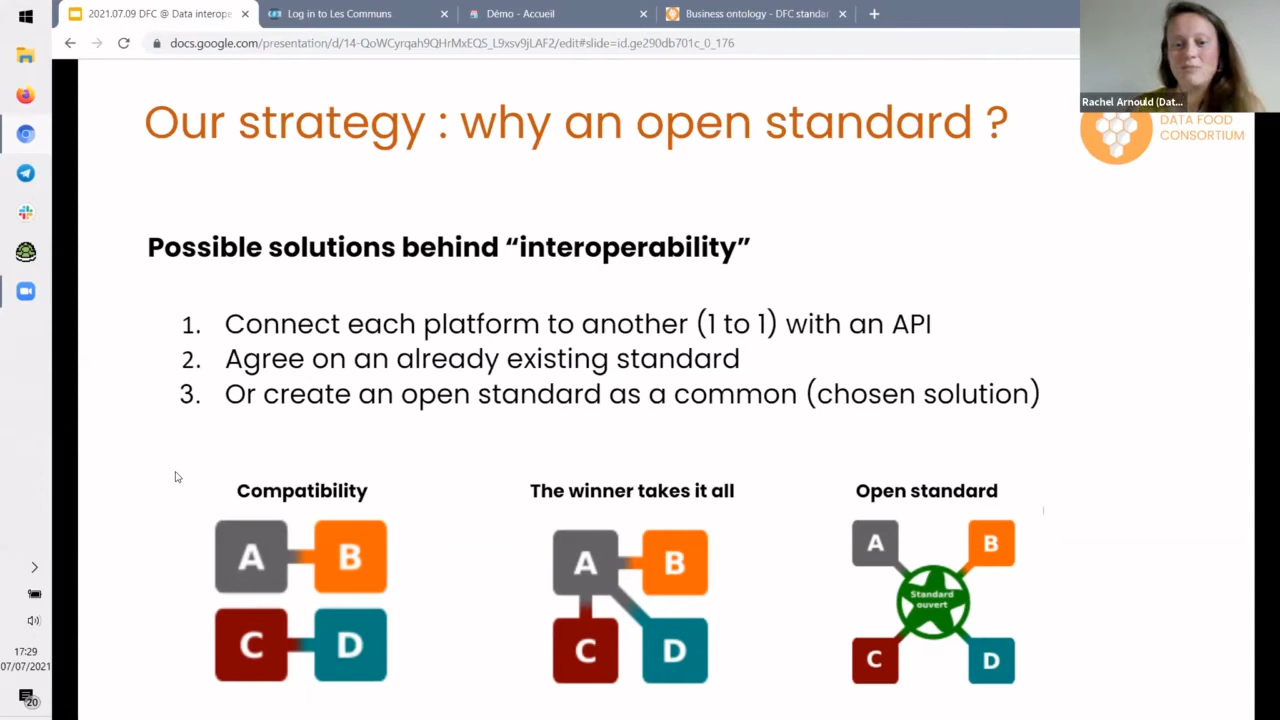 2021.07.09 DFC @ Data interope
Log in to Les Communs
Démo - Accueil
Business ontology - DFC standar
docs.google.com/presentation/d/14-QoWCyrqah9QHrMxEQS_L9xsv9jLAF2/edit#slide=id.ge290db701c_0_176
Rachel Arnould (Dat...
DATA FOOD
CONSORTIUM
Our strategy : why an open standard ?
Possible solutions behind “interoperability”
1. Connect each platform to another (1 to 1) with an API
2. Agree on an already existing standard
3. Or create an open standard as a common (chosen solution)
Compatibility
A B
C D
The winner takes it all
A B
C D
Open standard
A B
Standard
ouvert
C D
17:29
07/07/2021
20